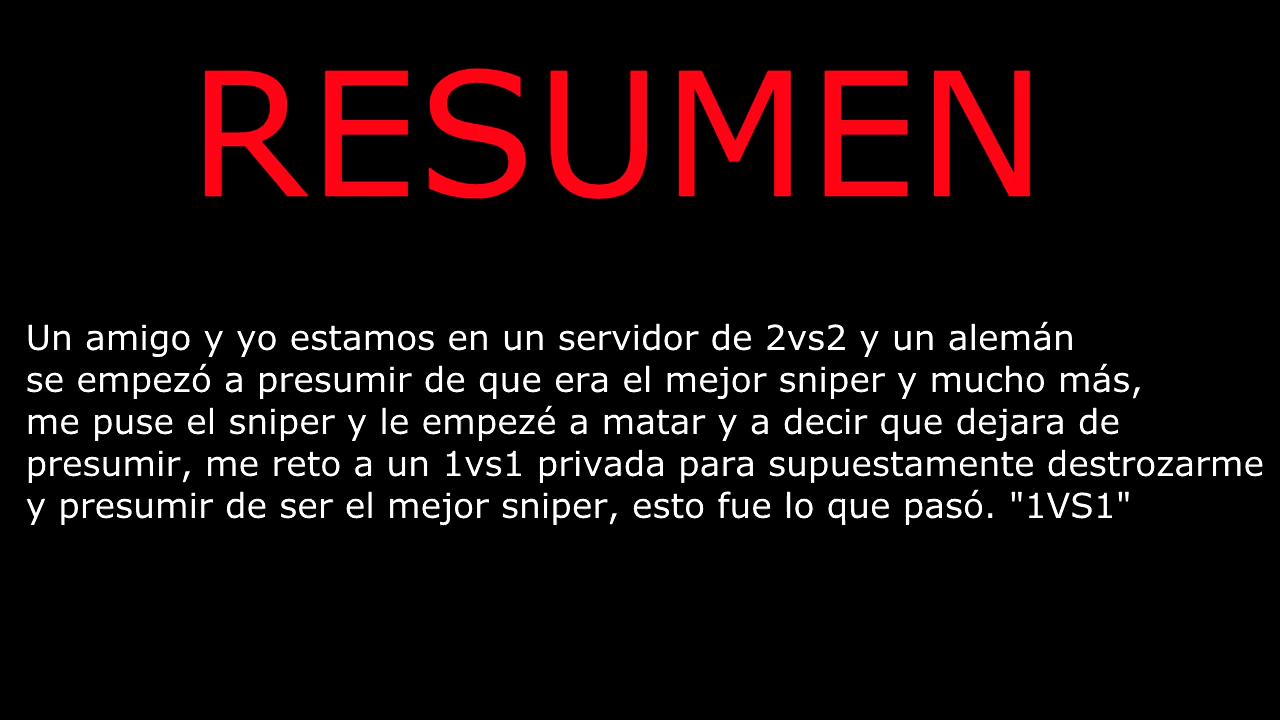 RESUMEN
Un amigo y yo estamos en un servidor de 2vs2 y un alemán
se empezó a presumir de que era el mejor sniper y mucho más,
me puse el sniper y le empezé a matar y a decir que dejara de
presumir, me reto a un 1vs1 privada para supuestamente destrozarme
y presumir de ser el mejor sniper, esto fue lo que pasó. "1VS1"